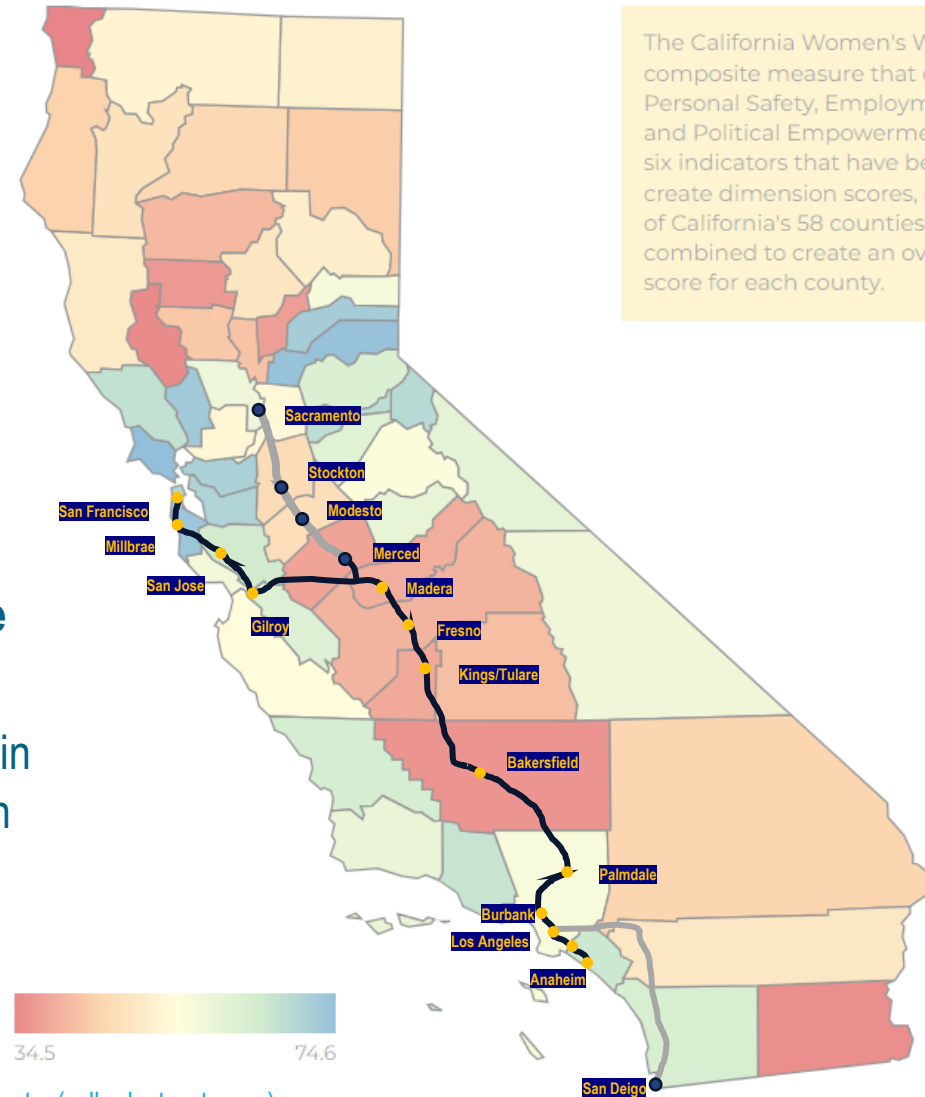 The California Women's W
composite measure that
Personal Safety, Employm
and Political Empowerme
six indicators that have be
create dimension scores,
of California's 58 counties
combined to create an ov
score for each county.
Sacramento
Stockton
San Francisco
Modesto
Millbrae
Merced
San Jose
Madera
Gilroy
Fresno
Kings/Tulare
e
in
Bakersfield
n
Palmdale
Burbank
Los Angeles
Anaheim
34.5
74.6
San Deigo